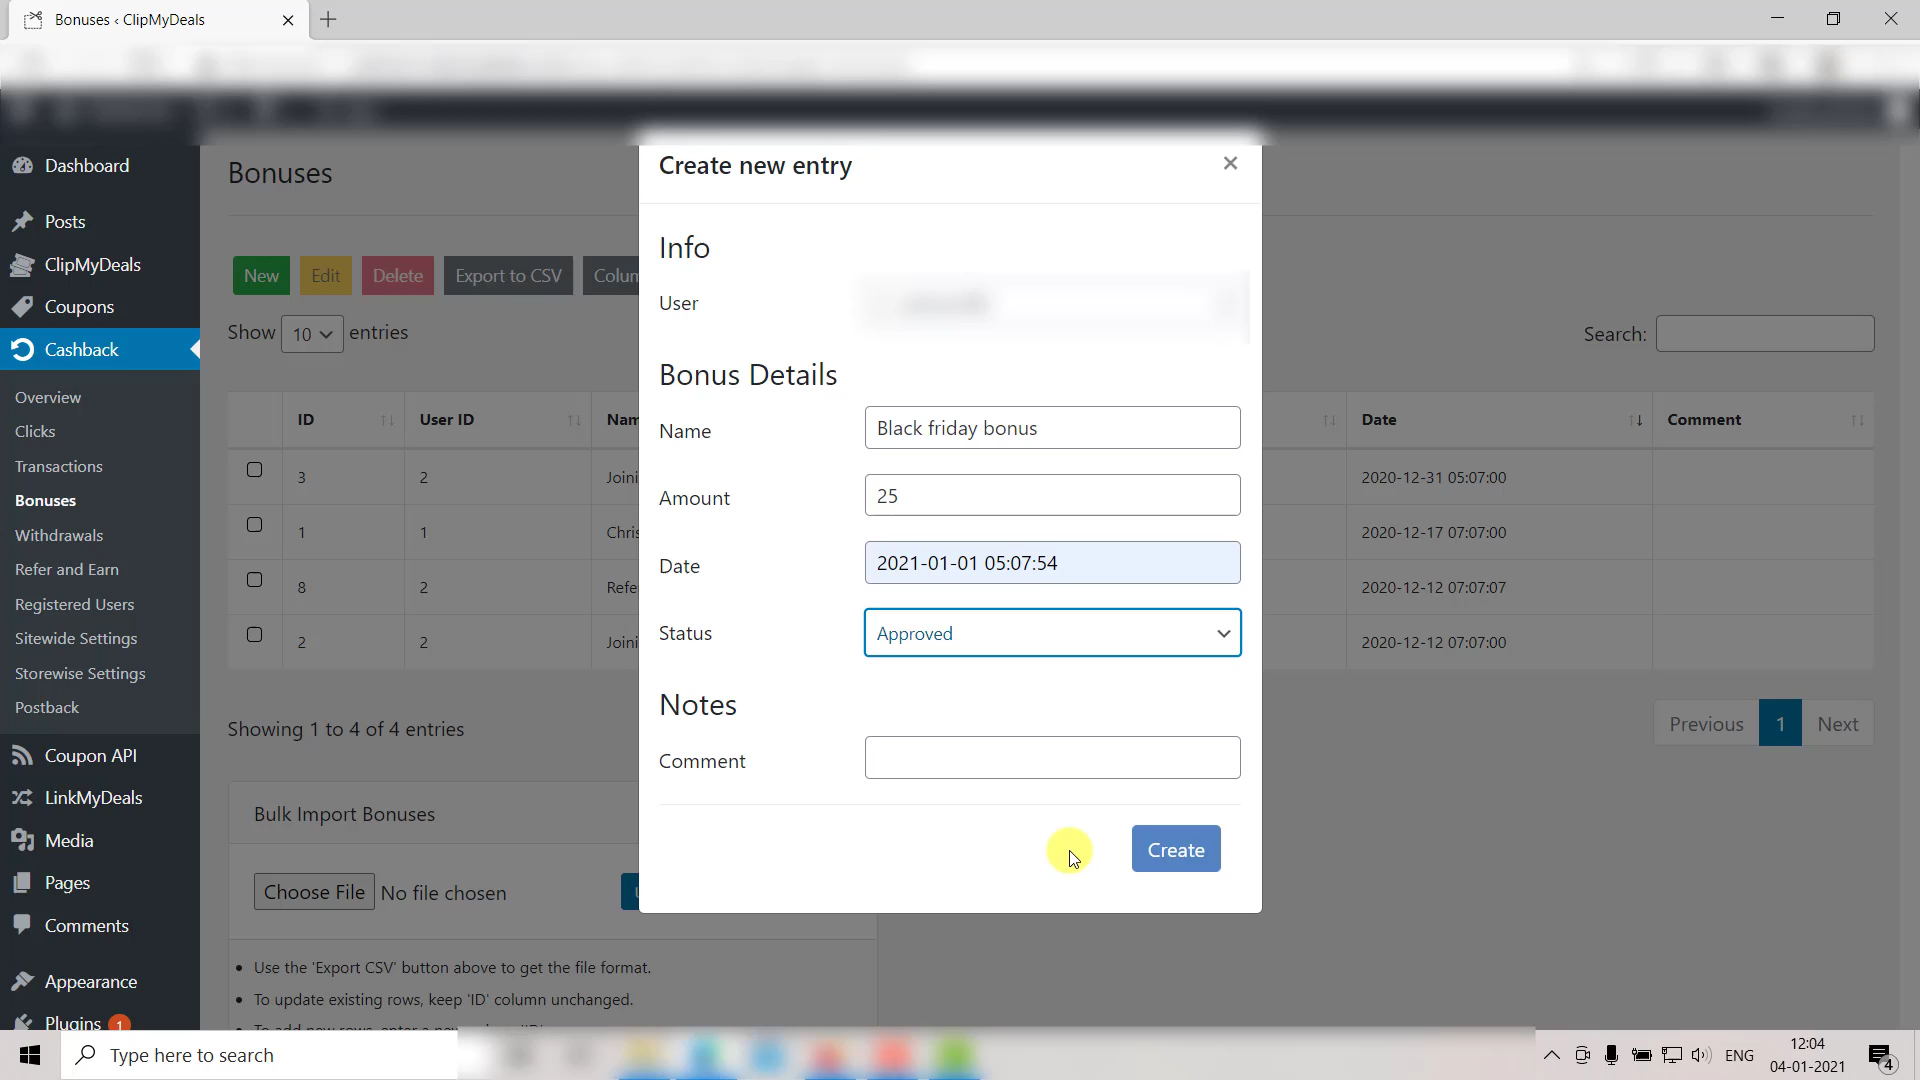 Bonuses ‹ ClipMyDeals
Dashboard
Posts
ClipMyDeals
Coupons
Cashback
Overview
Clicks
Transactions
Bonuses
Withdrawals
Refer and Earn
Registered Users
Sitewide Settings
Storewise Settings
Postback
Coupon API
LinkMyDeals
Media
Pages
Comments
Appearance
Plugins 1
Bonuses
New Edit Delete Export to CSV Colum
Show 10 entries
Search:
ID User ID Nam Date Comment
3 2 Joini 2020-12-31 05:07:00
1 1 Chris 2020-12-17 07:07:00
8 2 Refe 2020-12-12 07:07:07
2 2 Joini 2020-12-12 07:07:00
Showing 1 to 4 of 4 entries
Previous 1 Next
Bulk Import Bonuses
Choose File No file chosen
Use the 'Export CSV' button above to get the file format.
To update existing rows, keep 'ID' column unchanged.
Create new entry
×
Info
User
Bonus Details
Name Black friday bonus
Amount 25
Date 2021-01-01 05:07:54
Status Approved
Notes
Comment
Create
Type here to search
ENG
12:04
04-01-2021
4